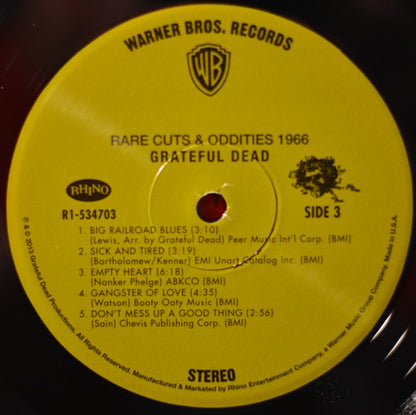 WARNER BROS. RECORDS
WB
RARE CUTS & ODDITIES 1966
GRATEFUL DEAD
RHINO
R1-534703
SIDE 3
1. BIG RAILROAD BLUES (3:10)
(Lewis, Arr. by Grateful Dead) Peer Music Int'l Corp. (BMI)
2. SICK AND TIRED (3:19)
(Bartholomew/Kenner) EMI Unart Catalog Inc. (BMI)
3. EMPTY HEART (6:18)
(Nanker Phelge) ABKCO (BMI)
4. GANGSTER OF LOVE (4:35)
(Watson) Booty Ooty Music (BMI)
5. DON'T MESS UP A GOOD THING (2:56)
(Sain) Chevis Publishing Corp. (BMI)
STEREO
℗ & © 2013 Grateful Dead Productions. All Rights Reserved. Manufactured & Marketed by Rhino Entertainment Company, a Warner Music Group Company. Printed in U.S.A.